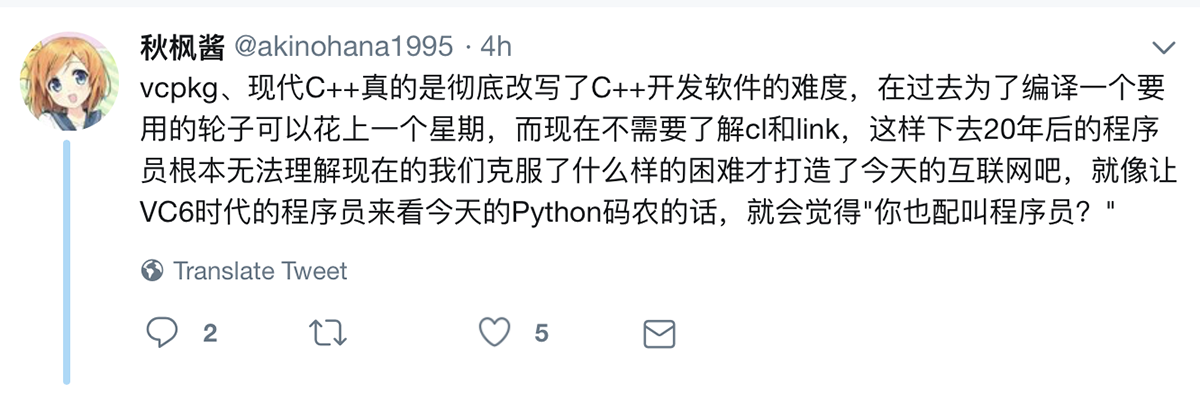 秋枫酱 @akinohana1995 · 4h
vcpkg、现代C++真的是彻底改写了C++开发软件的难度，在过去为了编译一个要
用的轮子可以花上一个星期，而现在不需要了解cl和link，这样下去20年后的程序
员根本无法理解现在的我们克服了什么样的困难才打造了今天的互联网吧，就像让
VC6时代的程序员来看今天的Python码农的话，就会觉得"你也配叫程序员？"
Translate Tweet
2 5